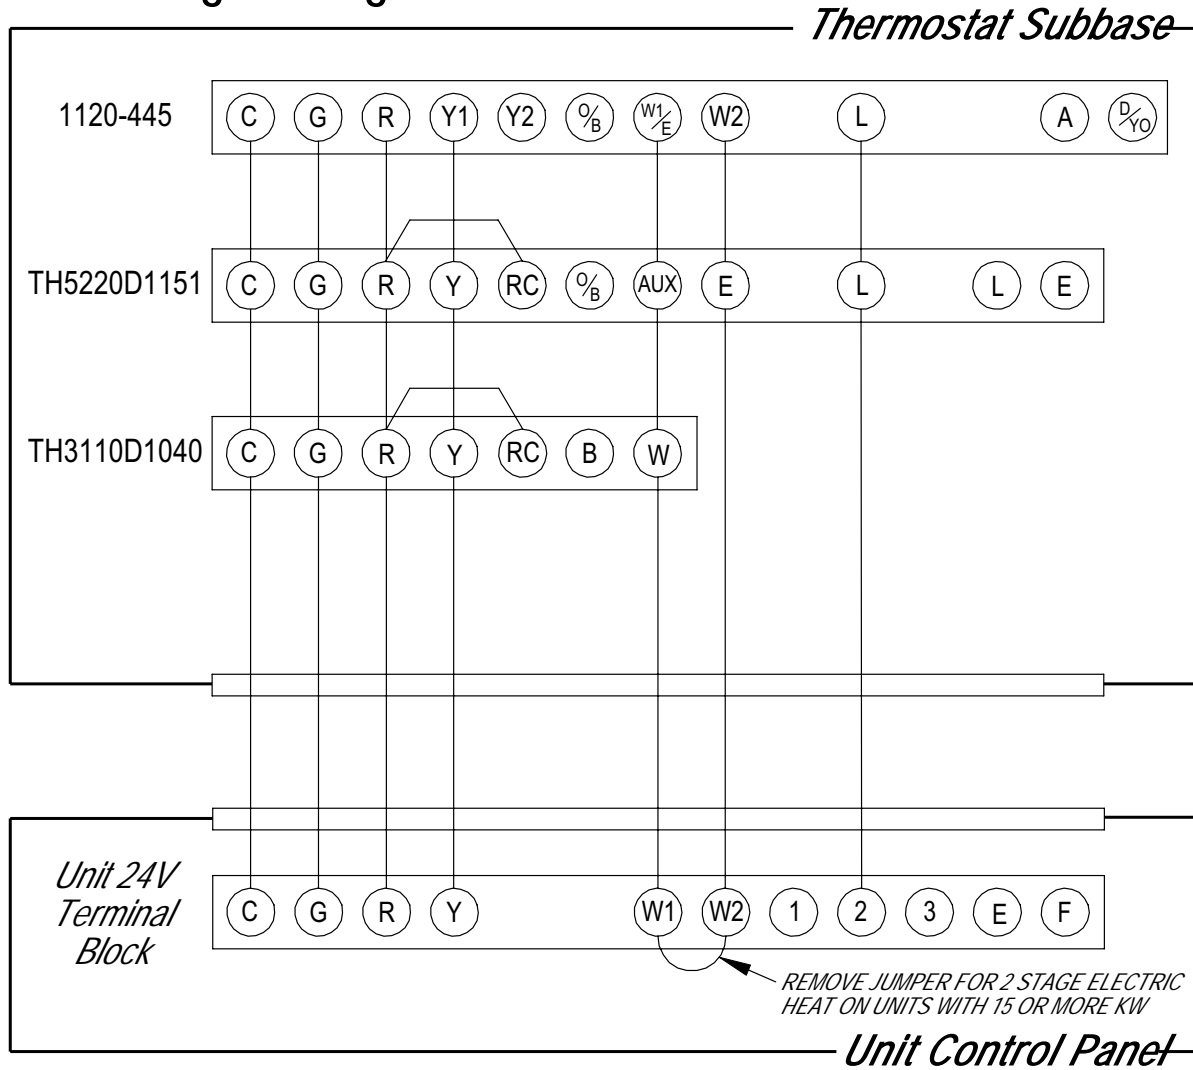 Thermostat Subbase
1120-445 C G R Y1 Y2 O/B W1/E W2 L A D/YO
TH5220D1151 C G R Y RC O/B AUX E L L E
TH3110D1040 C G R Y RC B W
Unit 24V
Terminal
Block
C G R Y W1 W2 1 2 3 E F
REMOVE JUMPER FOR 2 STAGE ELECTRIC
HEAT ON UNITS WITH 15 OR MORE KW
Unit Control Panel